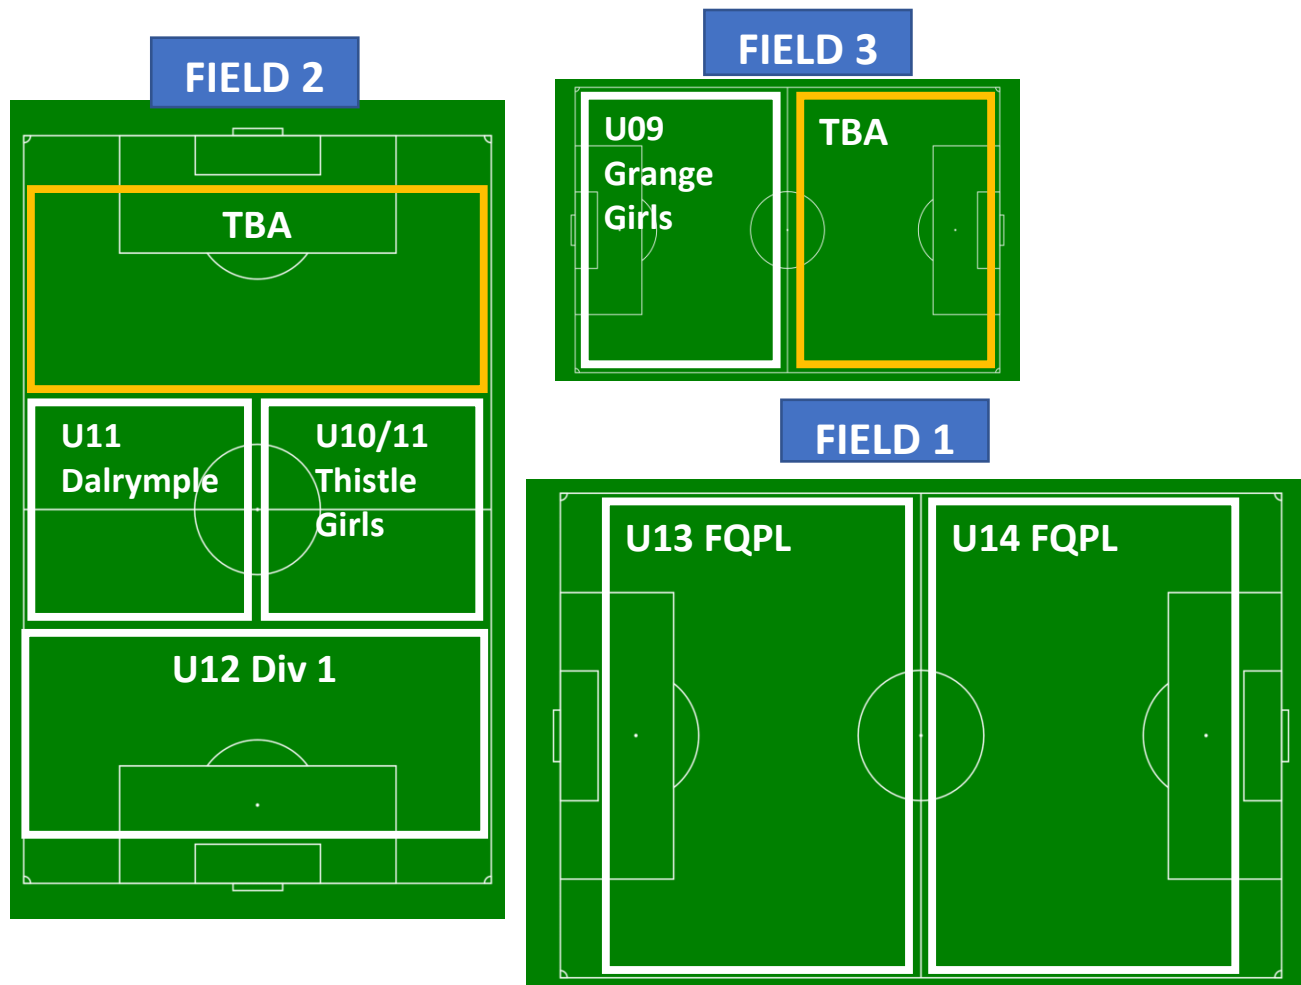 FIELD 2
TBA
U11
Dalrymple
U10/11
Thistle
Girls
U12 Div 1
FIELD 3
U09
Grange
Girls
TBA
FIELD 1
U13 FQPL
U14 FQPL